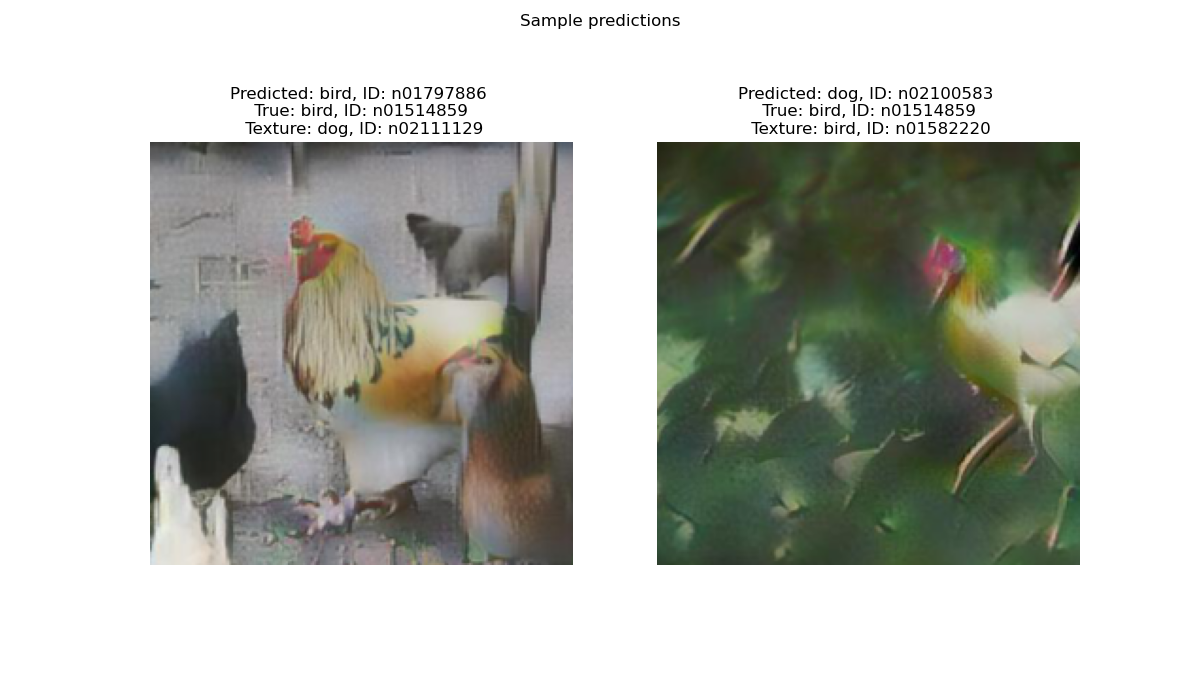 Sample predictions
Predicted: bird, ID: n01797886
True: bird, ID: n01514859
Texture: dog, ID: n02111129
Predicted: dog, ID: n02100583
True: bird, ID: n01514859
Texture: bird, ID: n01582220